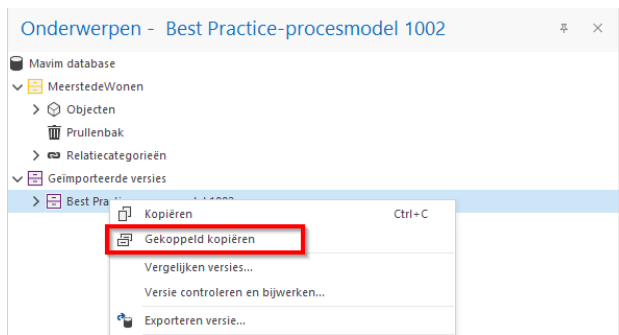 Onderwerpen - Best Practice-procesmodel 1002
Mavim database
MeerstedeWonen
Objecten
Prullenbak
Relatiecategorieën
Geïmporteerde versies
Best Pra
Kopiëren Ctrl+C
Gekoppeld kopiëren
Vergelijken versies...
Versie controleren en bijwerken...
Exporteren versie...